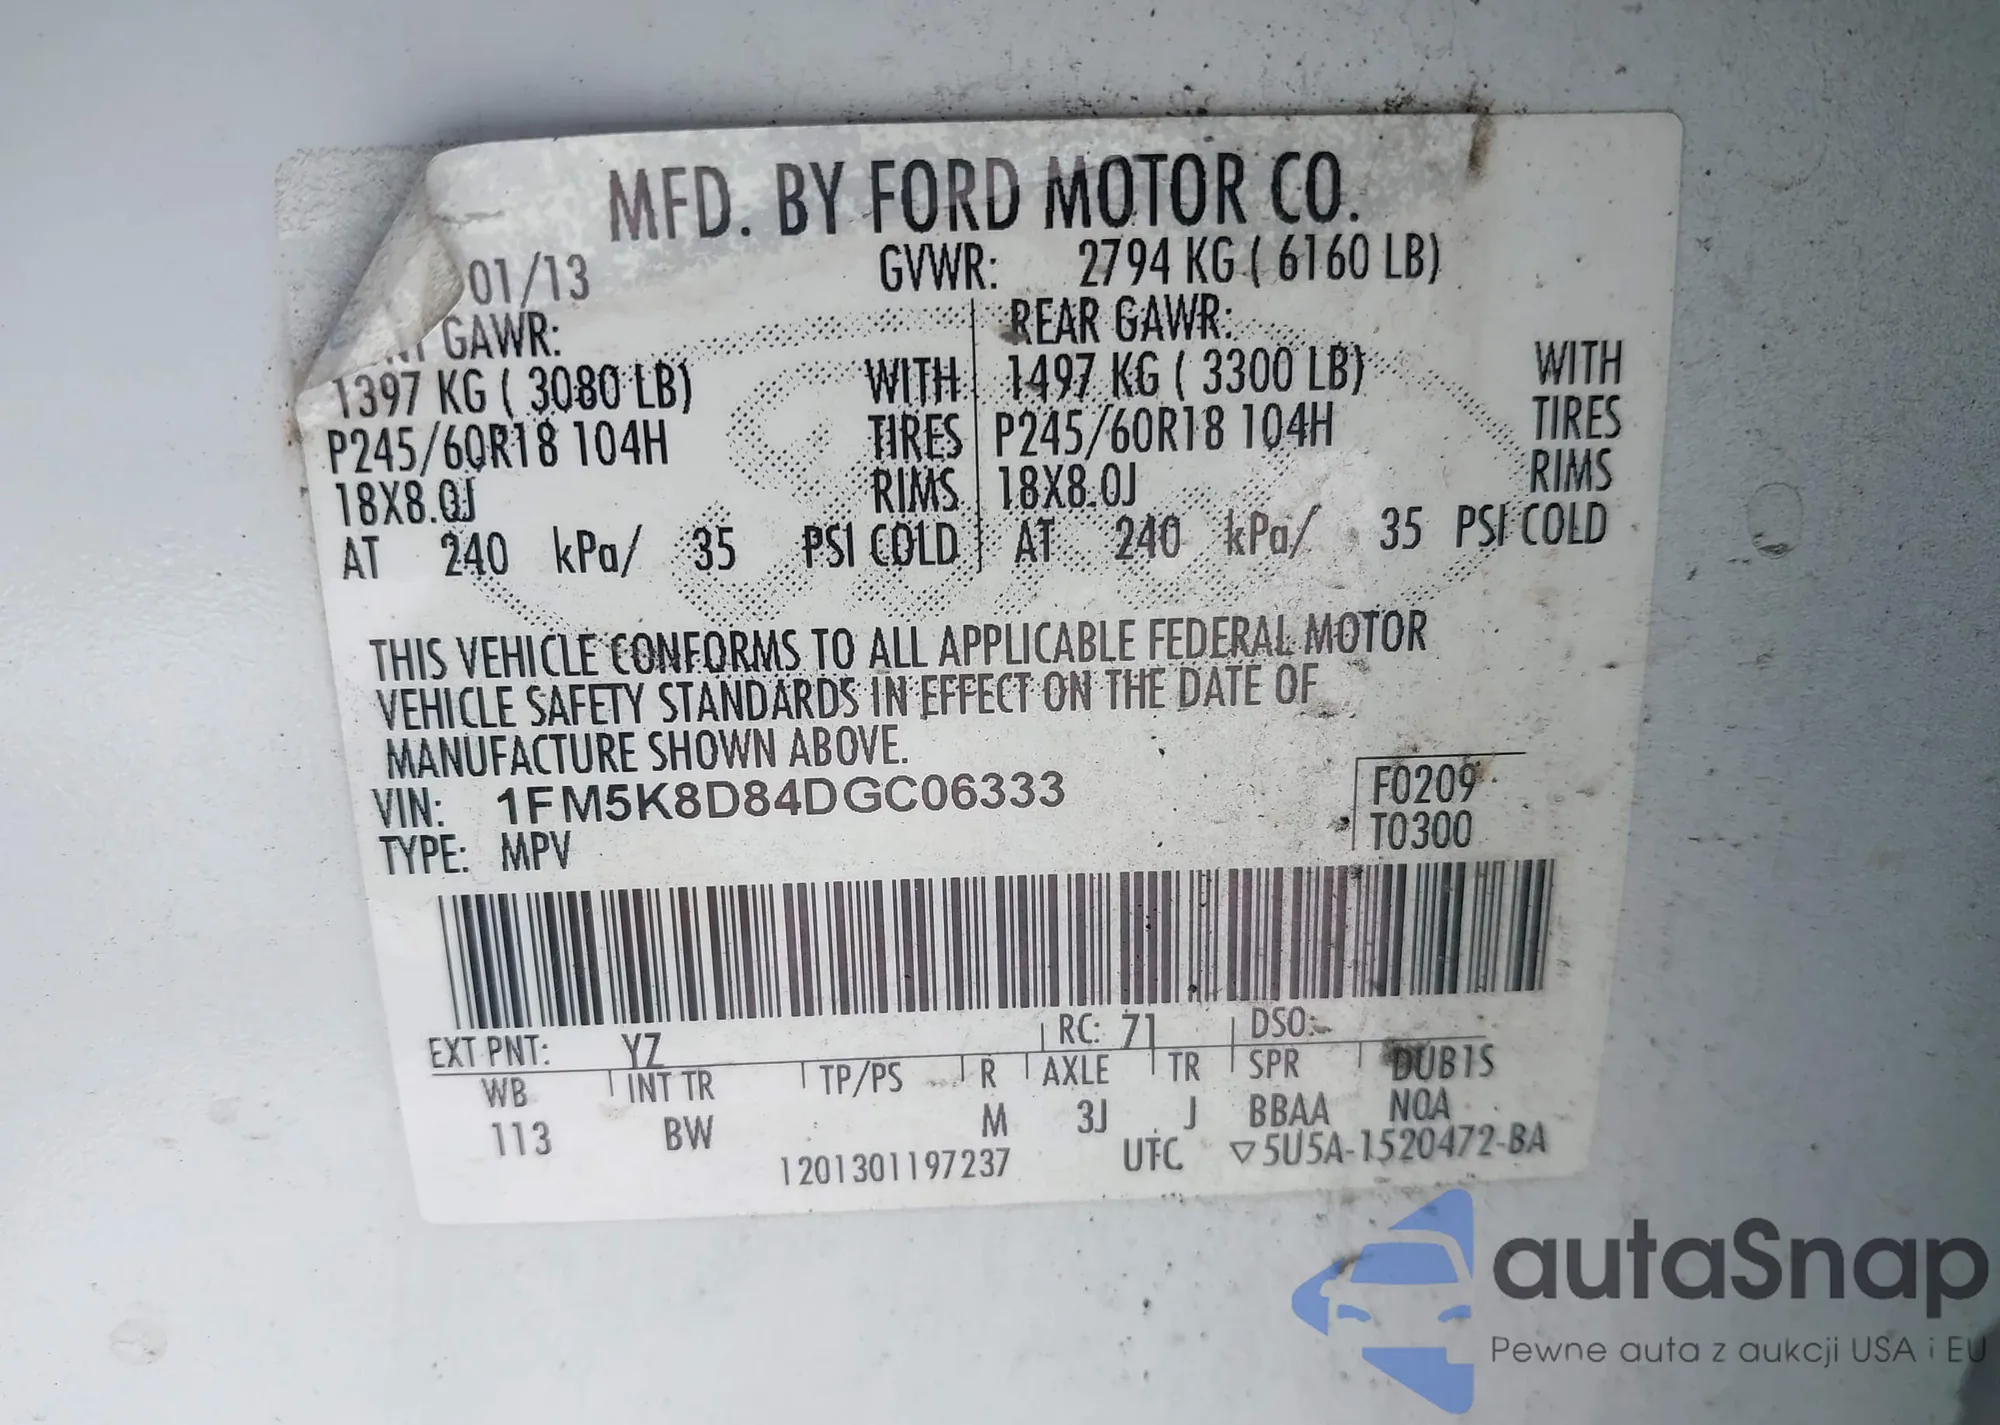 MFD. BY FORD MOTOR CO.
01/13 GVWR: 2794 KG ( 6160 LB)
GAWR: REAR GAWR:
1397 KG ( 3080 LB) WITH 1497 KG ( 3300 LB) WITH
P245/60R18 104H TIRES P245/60R18 104H TIRES
18X8.0J RIMS 18X8.0J RIMS
AT 240 kPa/ 35 PSI COLD AT 240 kPa/ 35 PSI COLD
THIS VEHICLE CONFORMS TO ALL APPLICABLE FEDERAL MOTOR
VEHICLE SAFETY STANDARDS IN EFFECT ON THE DATE OF
MANUFACTURE SHOWN ABOVE.
VIN: 1FM5K8D84DGC06333 F0209
TYPE: MPV T0300
EXT PNT: YZ RC: 71 DSO:
WB INT TR TP/PS R AXLE TR SPR DUB1S
113 BW M 3J J BBAA N0A
1201301197237 UTC ▽5U5A-1520472-BA
autaSnap
Pewne auta z aukcji USA i EU